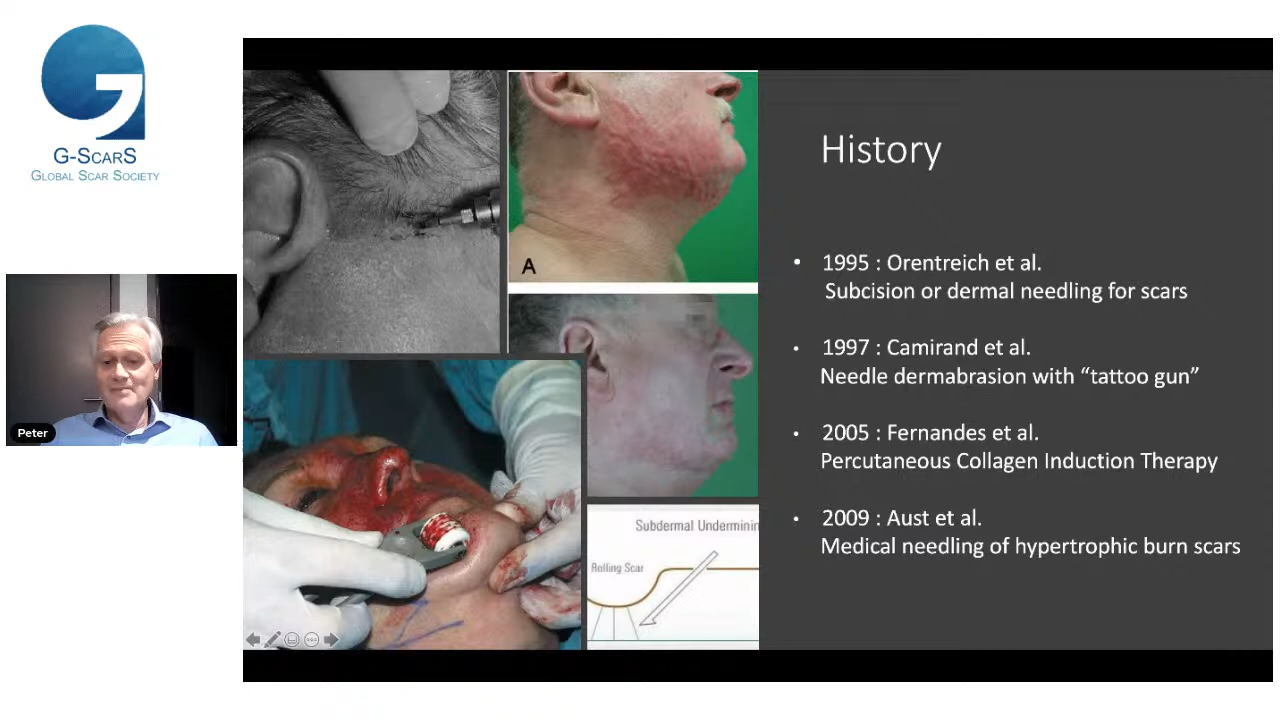 G-ScarS
Global Scar Society
Peter
A
Subdermal Underminin
Rolling Scar
History
• 1995 : Orentreich et al.
Subcision or dermal needling for scars
• 1997 : Camirand et al.
Needle dermabrasion with “tattoo gun”
• 2005 : Fernandes et al.
Percutaneous Collagen Induction Therapy
• 2009 : Aust et al.
Medical needling of hypertrophic burn scars